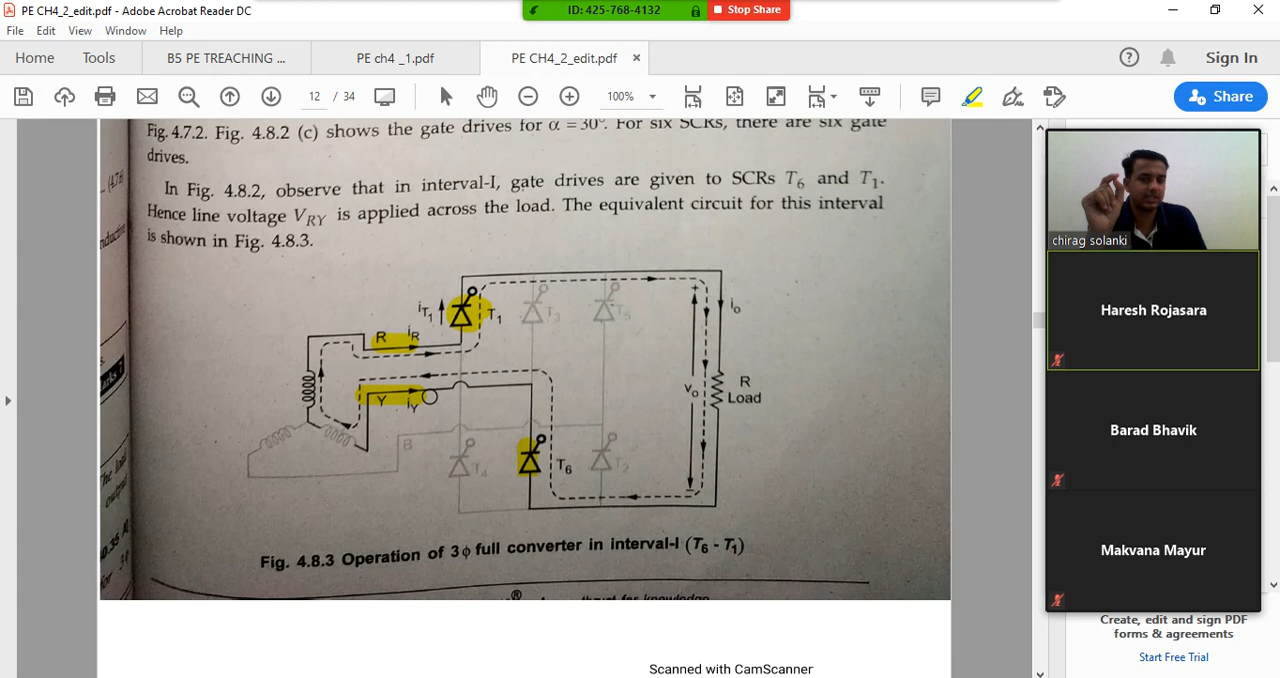 PE CH4_2_edit.pdf - Adobe Acrobat Reader DC
ID: 425-768-4132
Stop Share
File Edit View Window Help
Home Tools B5 PE TREACHING ... PE ch4 _1.pdf PE CH4_2_edit.pdf × Sign In
12 / 34 100% Share
Fig. 4.7.2. Fig. 4.8.2 (c) shows the gate drives for α = 30°. For six SCRs, there are six gate
drives.
In Fig. 4.8.2, observe that in interval-I, gate drives are given to SCRs T6 and T1.
Hence line voltage VRY is applied across the load. The equivalent circuit for this interval
is shown in Fig. 4.8.3.
iT1 T1 T3 T5 + io
R iR
Y iY
vo R
Load
B
T4 T6 T2 −
Fig. 4.8.3 Operation of 3φ full converter in interval-I (T6 - T1)
Scanned with CamScanner
chirag solanki
Haresh Rojasara
Barad Bhavik
Makvana Mayur
Create, edit and sign PDF
forms & agreements
Start Free Trial